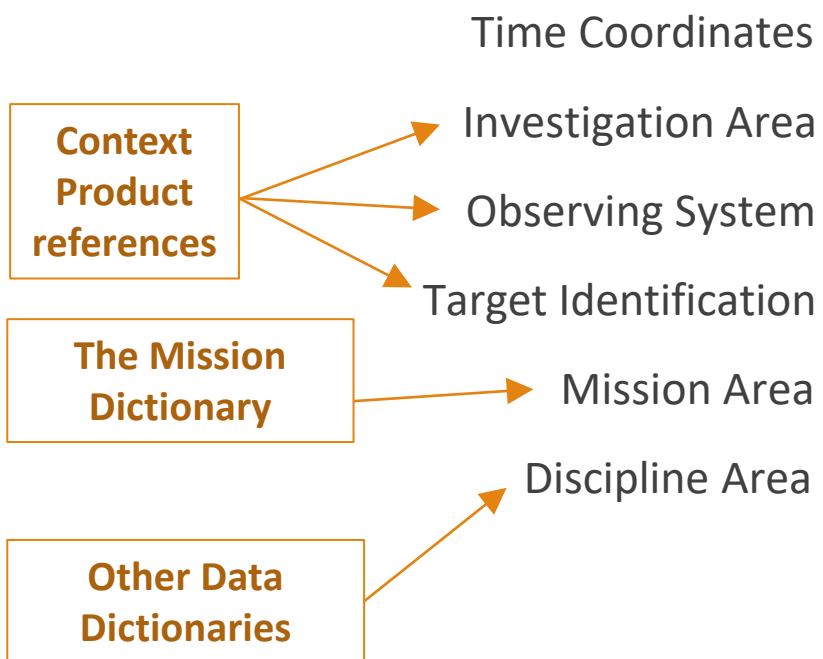 Time Coordinates
Context
Product
references
Investigation Area
Observing System
Target Identification
The Mission
Dictionary
Mission Area
Discipline Area
Other Data
Dictionaries